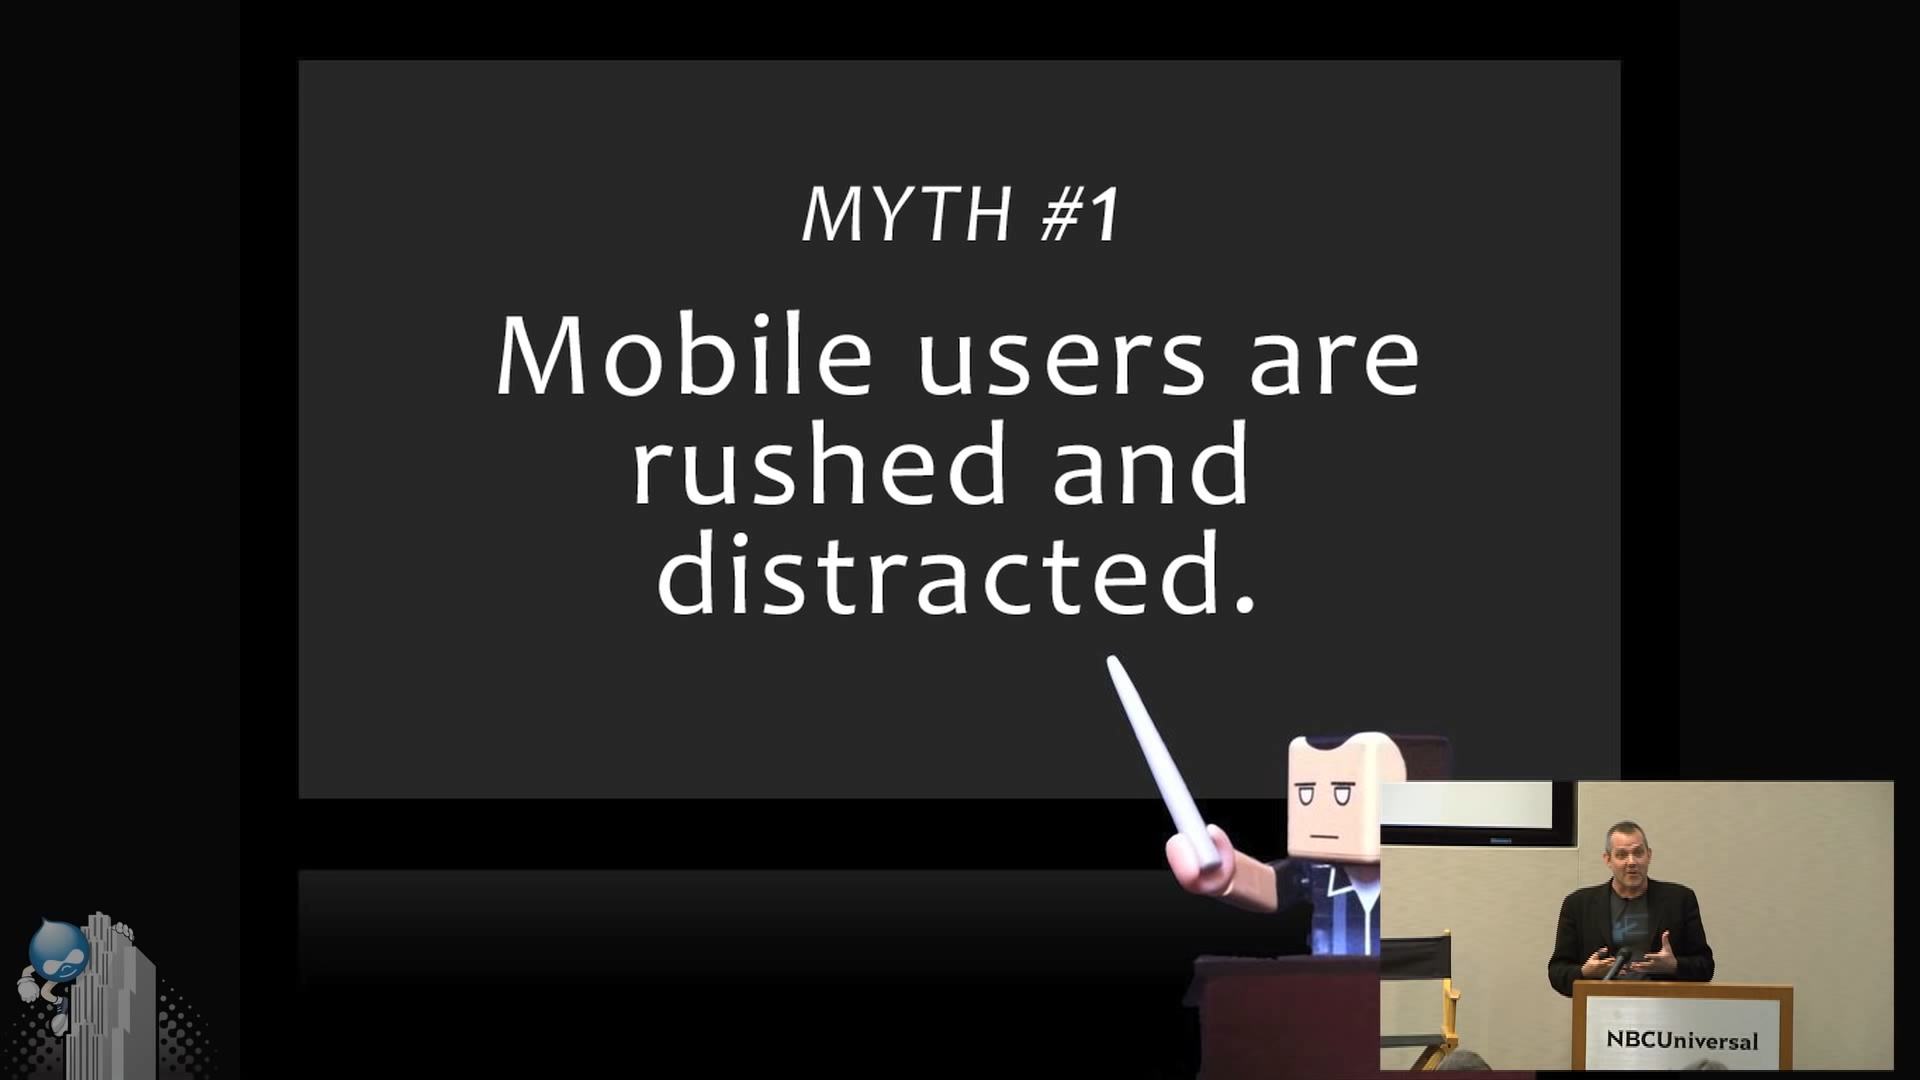 MYTH #1
Mobile users are
rushed and
distracted.
NBCUniversal